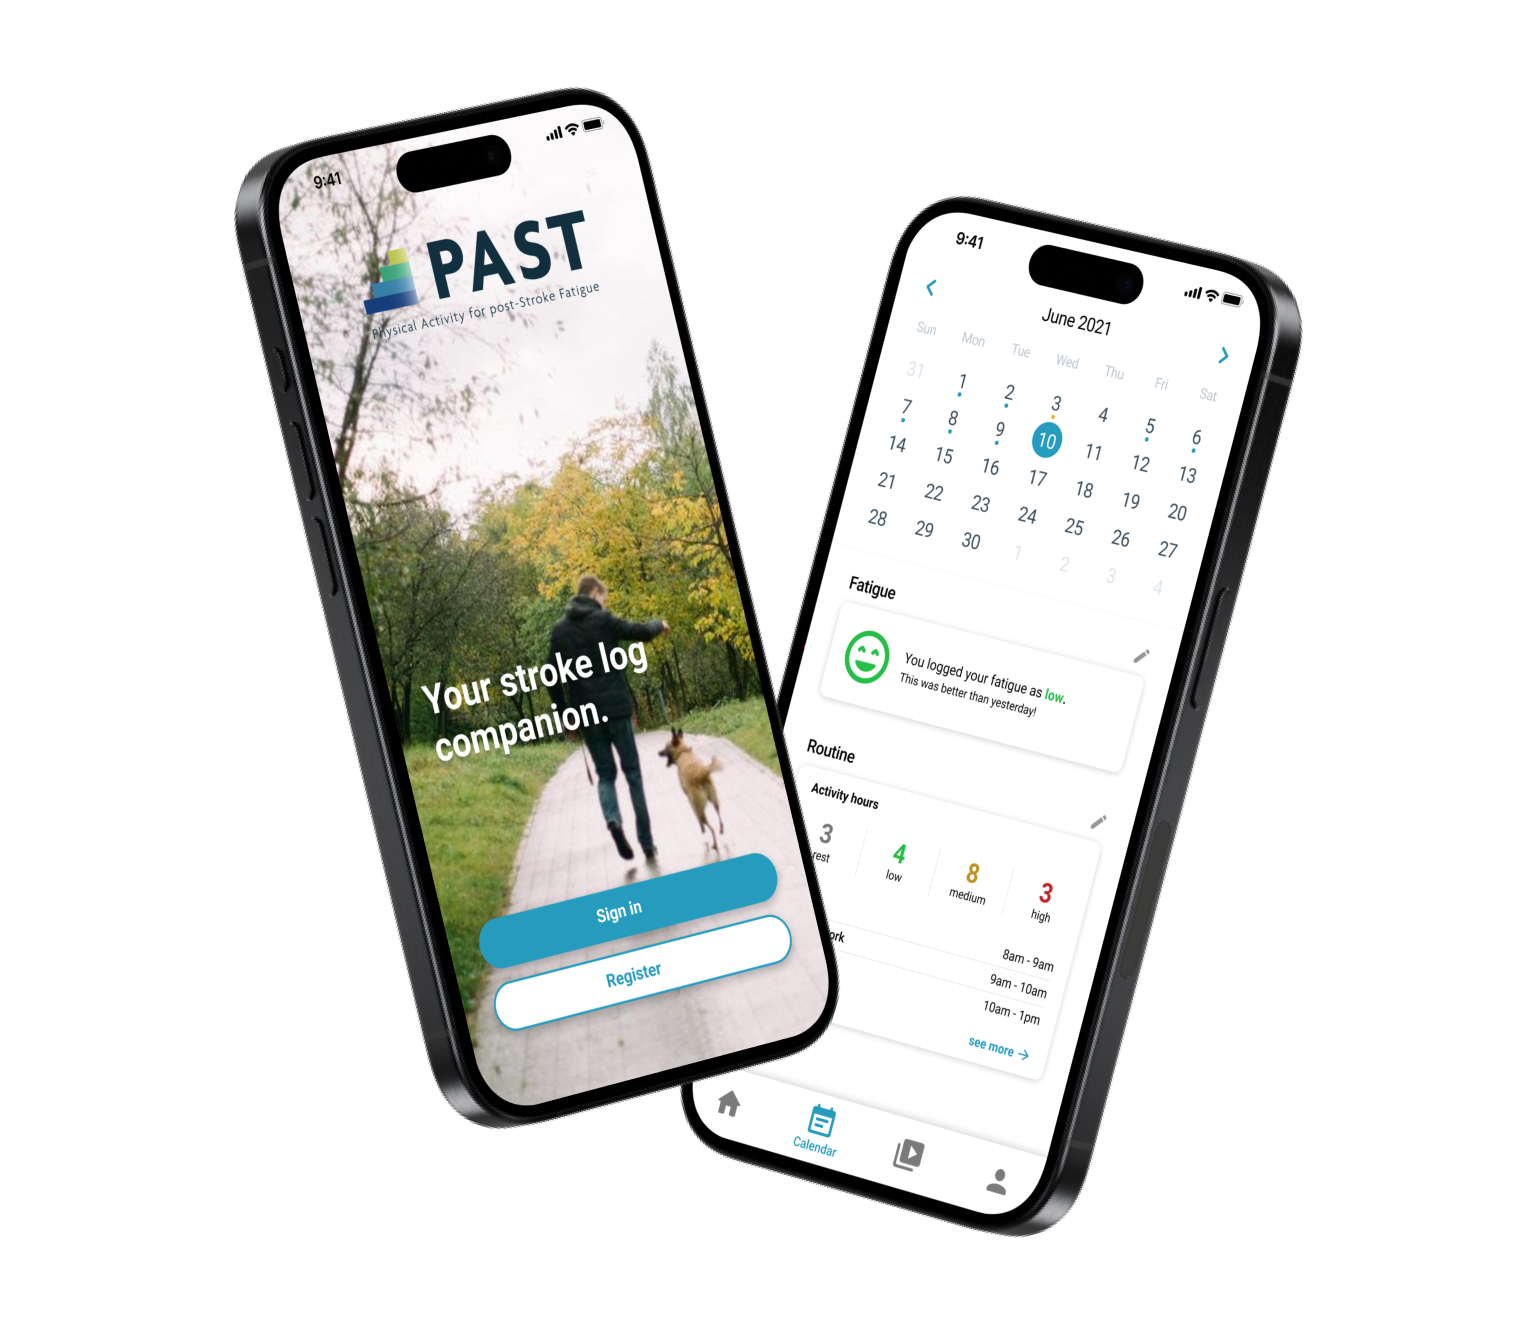 9:41
PAST
Physical Activity for post-Stroke Fatigue
Your stroke log
companion.
Sign in
Register
9:41
June 2021
Sun Mon Tue Wed Thu Fri Sat
31 1 2 3 4 5 6
7 8 9 10 11 12 13
14 15 16 17 18 19 20
21 22 23 24 25 26 27
28 29 30 1 2 3 4
Fatigue
You logged your fatigue as low.
This was better than yesterday!
Routine
Activity hours
3 4 8 3
rest low medium high
ork 8am - 9am
9am - 10am
10am - 1pm
see more
Calendar